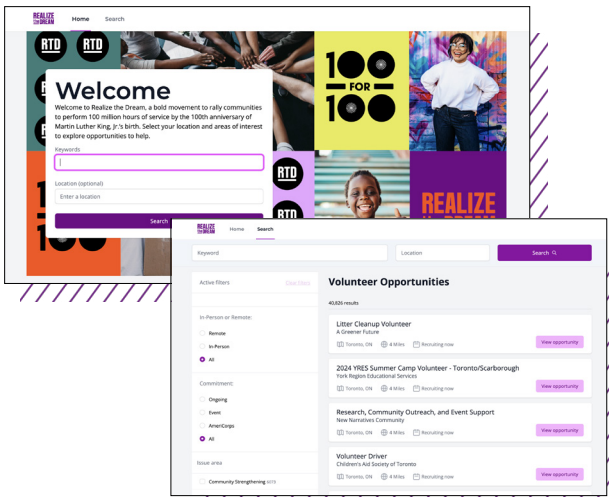 REALIZE
the DREAM
Home
Search
RTD
RTD
100
FOR
100
Welcome
Welcome to Realize the Dream, a bold movement to rally communities
to perform 100 million hours of service by the 100th anniversary of
Martin Luther King, Jr.'s birth. Select your location and areas of interest
to explore opportunities to help.
Keywords
Location (optional)
Enter a location
Search
RTD
RTD
REALIZE
REALIZE
the DREAM
Home
Search
Keyword
Location
Search
Active filters
Clear filters
In-Person or Remote:
Remote
In-Person
All
Commitment:
Ongoing
Event
AmeriCorps
All
Issue area
Community Strengthening 6078
Volunteer Opportunities
40,826 results
Litter Cleanup Volunteer
A Greener Future
Toronto, ON 4 Miles Recruiting now
View opportunity
2024 YRES Summer Camp Volunteer - Toronto/Scarborough
York Region Educational Services
Toronto, ON 4 Miles Recruiting now
View opportunity
Research, Community Outreach, and Event Support
New Narratives Community
Toronto, ON 4 Miles Recruiting now
View opportunity
Volunteer Driver
Children's Aid Society of Toronto
Toronto, ON 4 Miles Recruiting now
View opportunity